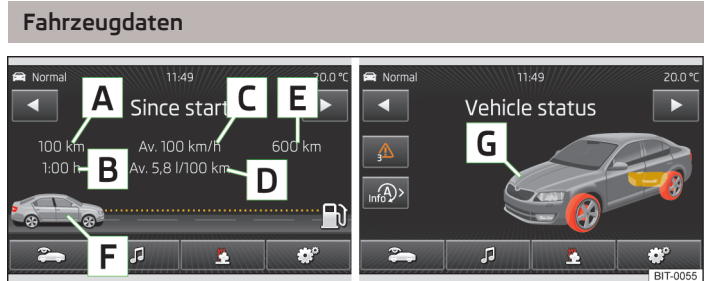 Fahrzeugdaten
Normal 11:49 20.0 °C
A C E
Since start
100 km Av. 100 km/h 600 km
1:00 h B Av. 5,8 l/100 km D
F
Normal 11:49 20.0 °C
Vehicle status
G
3
A
Info
BIT-0055